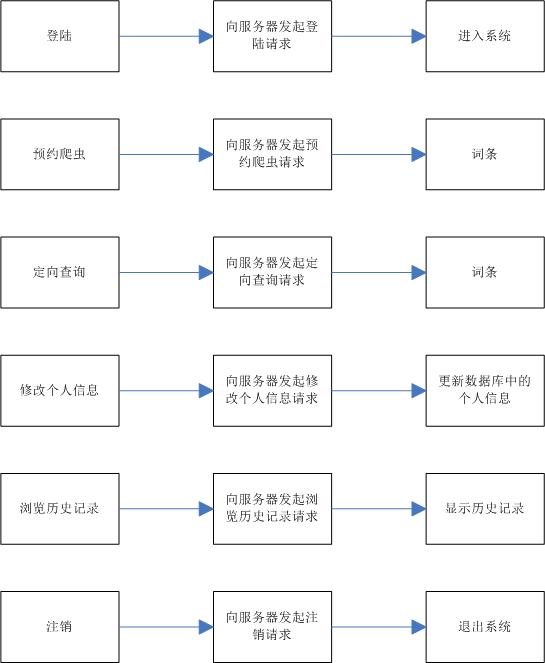 登陆
向服务器发起登
陆请求
进入系统
预约爬虫
向服务器发起预
约爬虫请求
词条
定向查询
向服务器发起定
向查询请求
词条
修改个人信息
向服务器发起修
改个人信息请求
更新数据库中的
个人信息
浏览历史记录
向服务器发起浏
览历史记录请求
显示历史记录
注销
向服务器发起注
销请求
退出系统